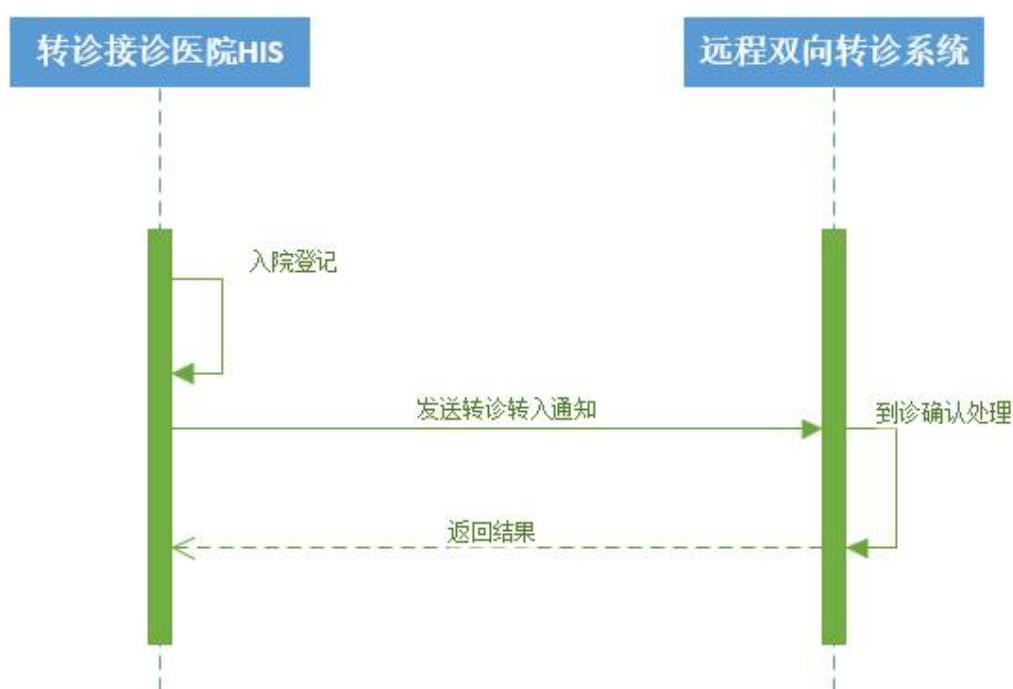 转诊接诊医院HIS
远程双向转诊系统
入院登记
发送转诊转入通知
到诊确认处理
返回结果